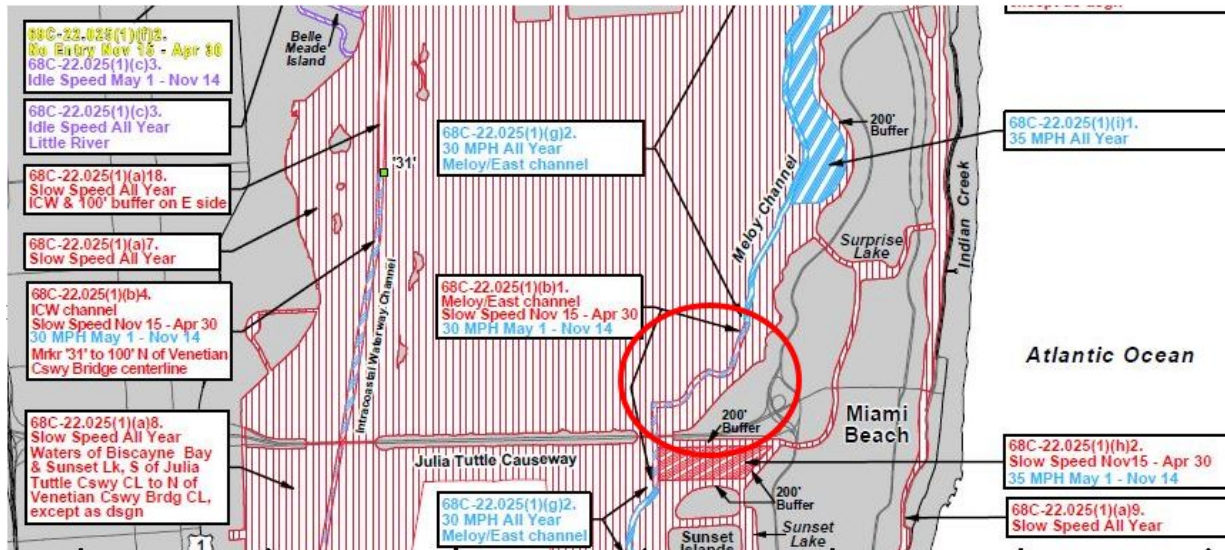 68C-22.025(1)(f)2.
No Entry Nov 15 - Apr 30
68C-22.025(1)(c)3.
Idle Speed May 1 - Nov 14
68C-22.025(1)(c)3.
Idle Speed All Year
Little River
68C-22.025(1)(a)18.
Slow Speed All Year
ICW & 100' buffer on E side
68C-22.025(1)(a)7.
Slow Speed All Year
68C-22.025(1)(b)4.
ICW channel
Slow Speed Nov 15 - Apr 30
30 MPH May 1 - Nov 14
Mrkr '31' to 100' N of Venetian
Cswy Bridge centerline
68C-22.025(1)(a)8.
Slow Speed All Year
Waters of Biscayne Bay
& Sunset Lk, S of Julia
Tuttle Cswy CL to N of
Venetian Cswy Brdg CL,
except as dsgn
1
Belle
Meade
Island
'31'
Intracoastal Waterway Channel
68C-22.025(1)(g)2.
30 MPH All Year
Meloy/East channel
68C-22.025(1)(b)1.
Meloy/East channel
Slow Speed Nov 15 - Apr 30
30 MPH May 1 - Nov 14
Julia Tuttle Causeway
68C-22.025(1)(g)2.
30 MPH All Year
Meloy/East channel
Meloy Channel
200'
Buffer
Surprise
Lake
Indian Creek
200'
Buffer
Miami
Beach
200'
Buffer
Sunset
Islands
Sunset
Lake
except as dsgn
68C-22.025(1)(i)1.
35 MPH All Year
Atlantic Ocean
68C-22.025(1)(h)2.
Slow Speed Nov15 - Apr 30
35 MPH May 1 - Nov 14
68C-22.025(1)(a)9.
Slow Speed All Year